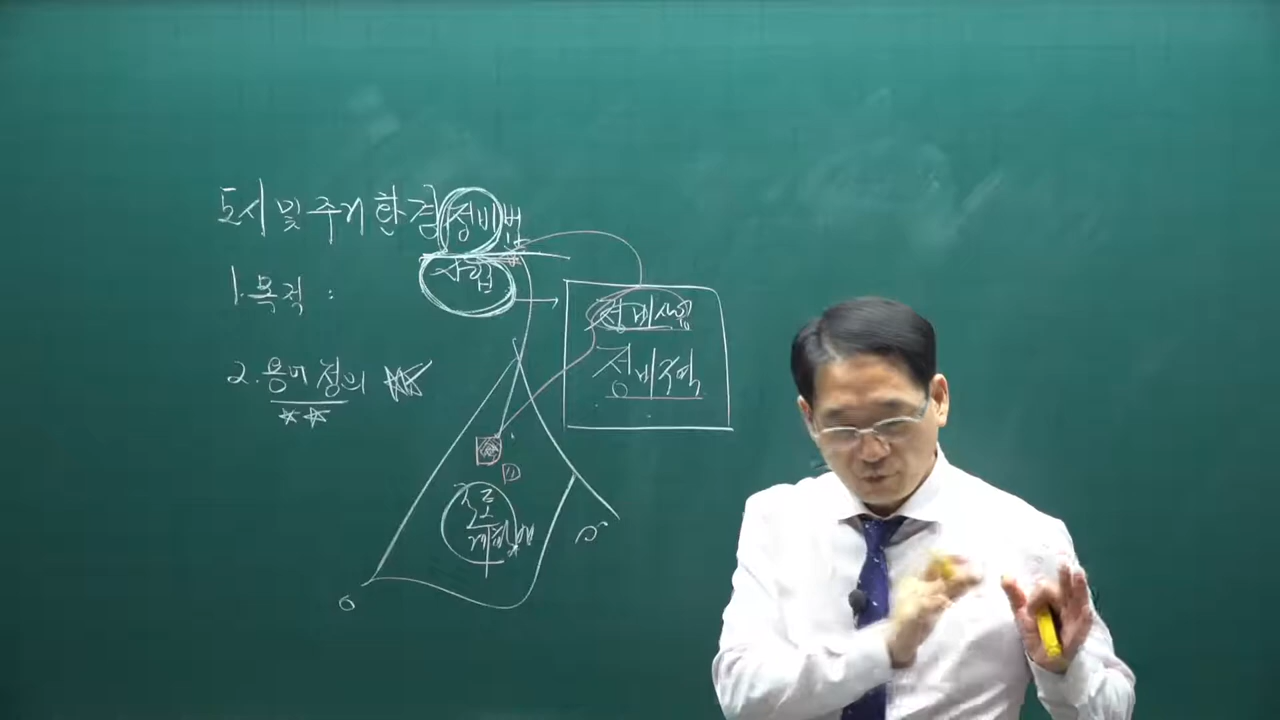 도시 및 주거환경정비법
사업
1. 목적 :
정비사업
정비구역
2. 용어정의
①